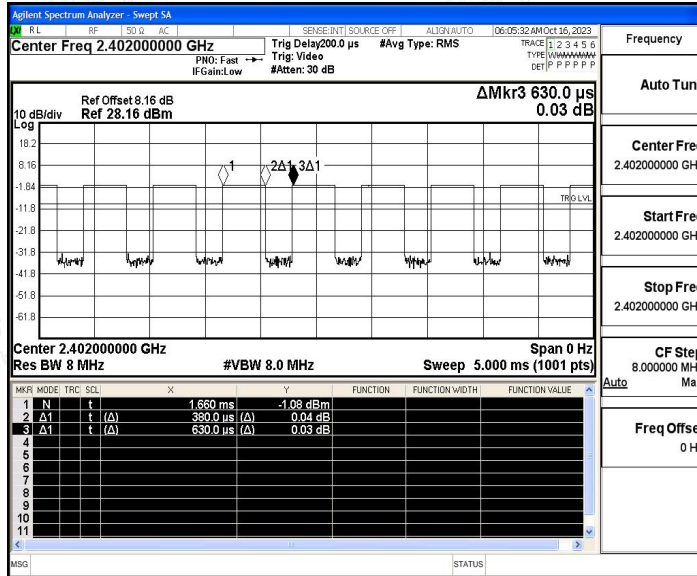 Agilent Spectrum Analyzer - Swept SA
LXI RL RF 50 Ω AC SENSE:INT SOURCE OFF ALIGN AUTO 06:05:32 AM Oct 16, 2023
Center Freq 2.402000000 GHz
PNO: Fast
IFGain:Low
Trig Delay200.0 µs
Trig: Video
#Atten: 30 dB
#Avg Type: RMS
TRACE 1 2 3 4 5 6
TYPE WWWWWW
DET P P P P P P
Ref Offset 8.16 dB
10 dB/div Ref 28.16 dBm
Log
ΔMkr3 630.0 µs
0.03 dB
18.2
8.16
-1.84
-11.8
-21.8
-31.8
-41.8
-51.8
-61.8
1 2Δ1 3Δ1
TRIG LVL
Center 2.402000000 GHz Span 0 Hz
Res BW 8 MHz #VBW 8.0 MHz Sweep 5.000 ms (1001 pts)
MKR MODE TRC SCL X Y FUNCTION FUNCTION WIDTH FUNCTION VALUE
1 N t 1.660 ms -1.08 dBm
2 Δ1 t (Δ) 380.0 µs (Δ) 0.04 dB
3 Δ1 t (Δ) 630.0 µs (Δ) 0.03 dB
4
5
6
7
8
9
10
11
MSG STATUS
Frequency
Auto Tun
Center Fre
2.402000000 GH
Start Fre
2.402000000 GH
Stop Fre
2.402000000 GH
CF Ste
8.000000 MH
Auto Ma
Freq Offse
0 H